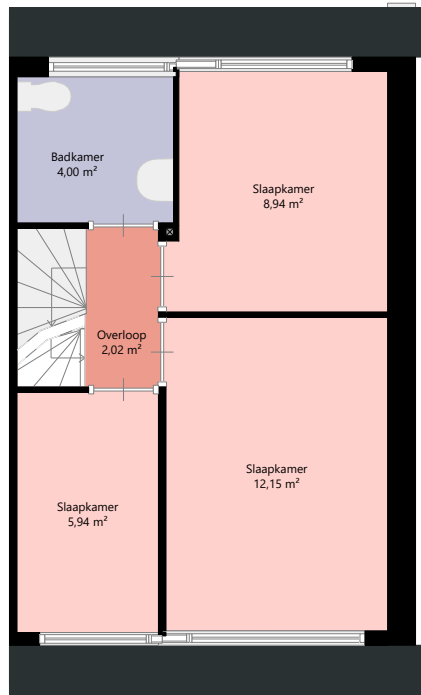 Badkamer
4,00 m²
Slaapkamer
8,94 m²
Overloop
2,02 m²
Slaapkamer
12,15 m²
Slaapkamer
5,94 m²